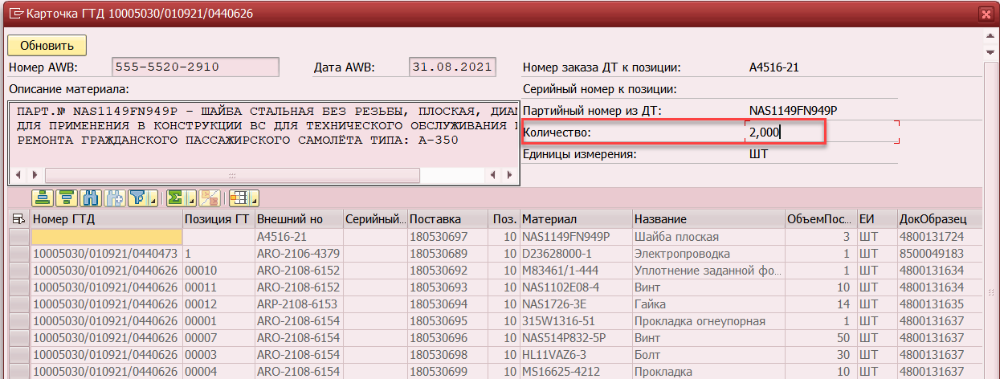 Карточка ГТД 10005030/010921/0440626
Обновить
Номер AWB: 555-5520-2910 Дата AWB: 31.08.2021 Номер заказа ДТ к позиции: A4516-21
Описание материала: Серийный номер к позиции:
ПАРТ.№ NAS1149FN949P - ШАЙБА СТАЛЬНАЯ БЕЗ РЕЗЬБЫ, ПЛОСКАЯ, ДИАМ
Партийный номер из ДТ: NAS1149FN949P
ДЛЯ ПРИМЕНЕНИЯ В КОНСТРУКЦИИ ВС ДЛЯ ТЕХНИЧЕСКОГО ОБСЛУЖИВАНИЯ И
Количество: 2,000
РЕМОНТА ГРАЖДАНСКОГО ПАССАЖИРСКОГО САМОЛЁТА ТИПА: А-350
Единицы измерения: ШТ
Номер ГТД Позиция ГТ Внешний но Серийный... Поставка Поз. Материал Название ОбъемПос... ЕИ ДокОбразец
A4516-21 180530697 10 NAS1149FN949P Шайба плоская 3 ШТ 4800131724
10005030/010921/0440473 1 ARO-2106-4379 180530689 10 D23628000-1 Электропроводка 1 ШТ 8500049183
10005030/010921/0440626 00010 ARO-2108-6152 180530692 10 M83461/1-444 Уплотнение заданной фо... 1 ШТ 4800131634
10005030/010921/0440626 00011 ARO-2108-6152 180530693 10 NAS1102E08-4 Винт 10 ШТ 4800131634
10005030/010921/0440626 00012 ARP-2108-6153 180530694 10 NAS1726-3E Гайка 14 ШТ 4800131635
10005030/010921/0440626 00001 ARO-2108-6154 180530695 10 315W1316-51 Прокладка огнеупорная 1 ШТ 4800131637
10005030/010921/0440626 00007 ARO-2108-6154 180530696 10 NAS514P832-5P Винт 50 ШТ 4800131637
10005030/010921/0440626 00003 ARO-2108-6154 180530698 10 HL11VAZ6-3 Болт 30 ШТ 4800131637
10005030/010921/0440626 00004 ARO-2108-6154 180530699 10 MS16625-4212 Прокладка 10 ШТ 4800131637